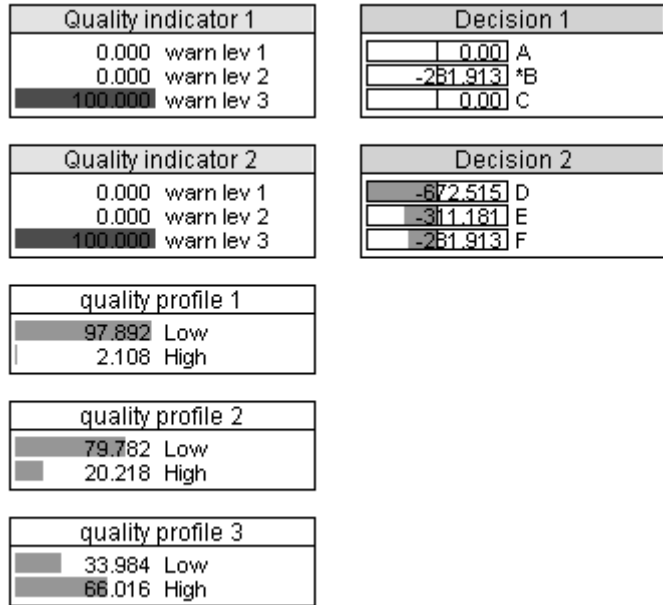 Quality indicator 1
0.000 warn lev 1
0.000 warn lev 2
100.000 warn lev 3
Decision 1
0.00 A
-281.913 *B
0.00 C
Quality indicator 2
0.000 warn lev 1
0.000 warn lev 2
100.000 warn lev 3
Decision 2
-672.515 D
-311.181 E
-281.913 F
quality profile 1
97.892 Low
2.108 High
quality profile 2
79.782 Low
20.218 High
quality profile 3
33.984 Low
66.016 High